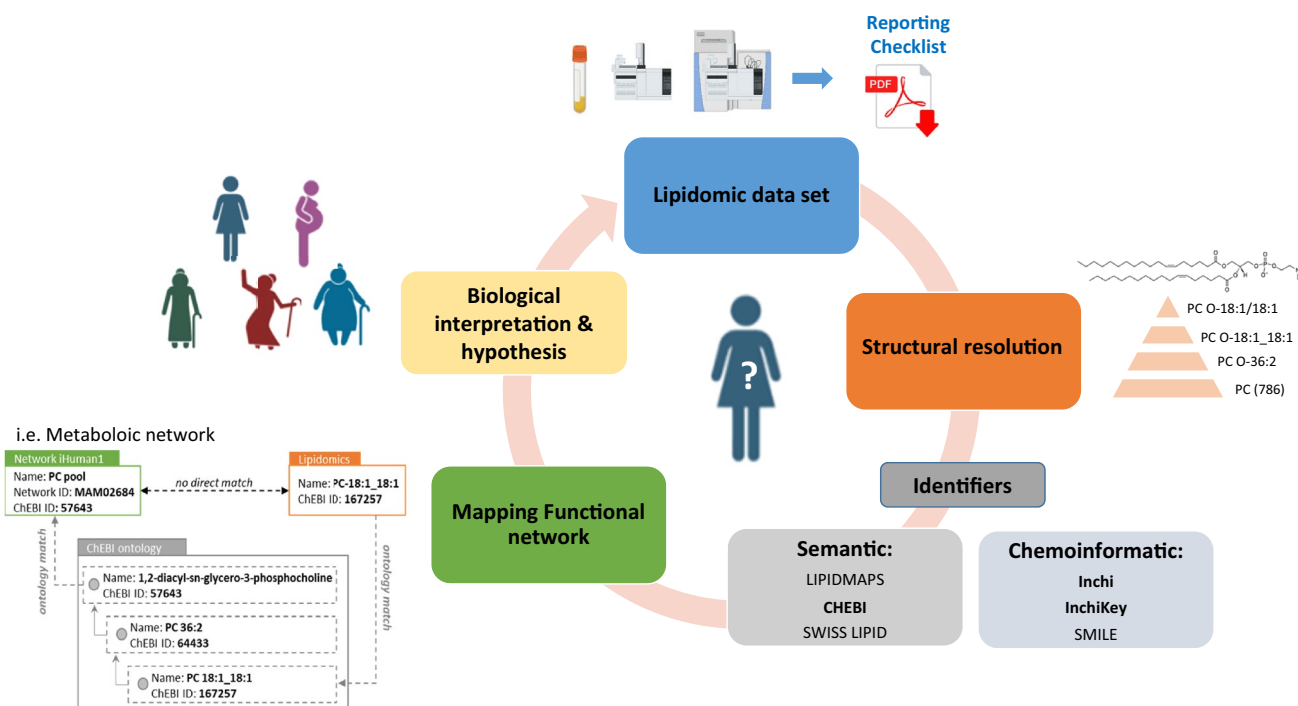 Reporting
Checklist
PDF
Lipidomic data set
Biological
interpretation &
hypothesis
?
Structural resolution
PC O-18:1/18:1
PC O-18:1_18:1
PC O-36:2
PC (786)
Identifiers
Semantic:
LIPIDMAPS
CHEBI
SWISS LIPID
Chemoinformatic:
Inchi
InchiKey
SMILE
Mapping Functional
network
i.e. Metaboloic network
Network iHuman1
Name: PC pool
Network ID: MAM02684
ChEBI ID: 57643
no direct match
Lipidomics
Name: PC-18:1_18:1
ChEBI ID: 167257
ontology match
ontology match
ChEBI ontology
Name: 1,2-diacyl-sn-glycero-3-phosphocholine
ChEBI ID: 57643
Name: PC 36:2
ChEBI ID: 64433
Name: PC 18:1_18:1
ChEBI ID: 167257